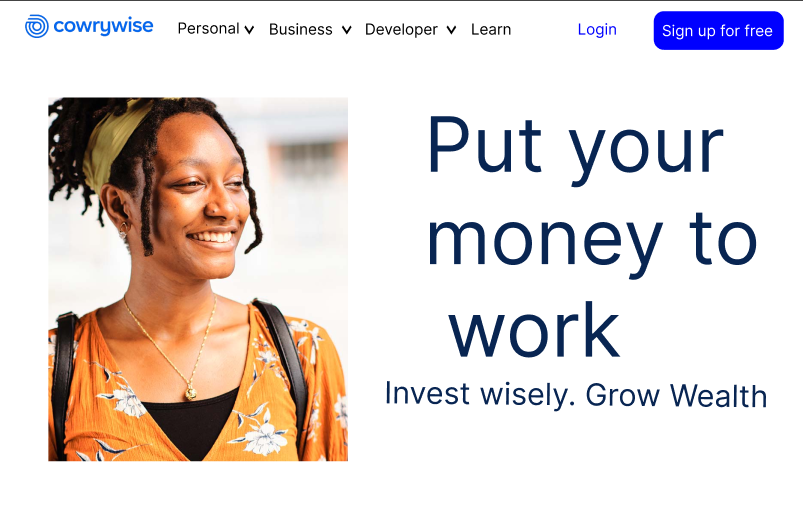 cowrywise Personal Business Developer Learn Login Sign up for free
Put your
money to
work
Invest wisely. Grow Wealth